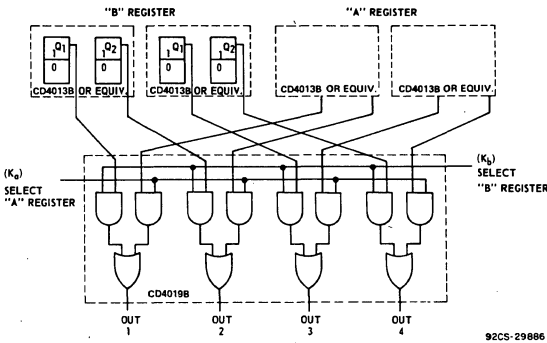 "B" REGISTER
"A" REGISTER
1 Q1
0
1 Q2
0
1 Q1
0
1 Q2
0
CD4013B OR EQUIV.
CD4013B OR EQUIV.
CD4013B OR EQUIV.
CD4013B OR EQUIV.
(Ka)
SELECT
"A" REGISTER
(Kb)
SELECT
"B" REGISTER
CD4019B
OUT
1
OUT
2
OUT
3
OUT
4
92CS-29886